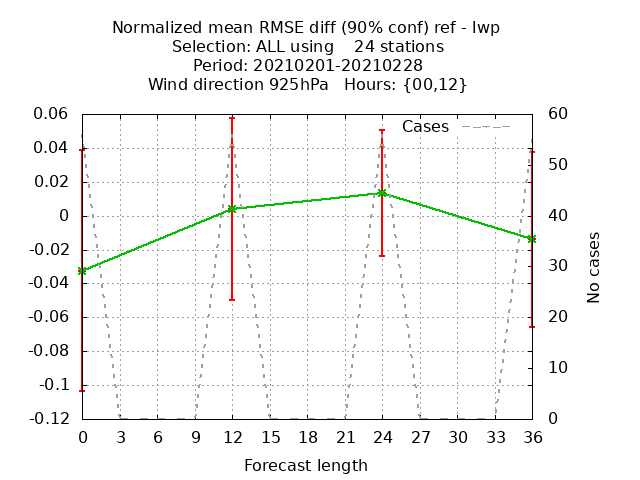 Normalized mean RMSE diff (90% conf) ref - lwp
Selection: ALL using    24 stations
Period: 20210201-20210228
Wind direction 925hPa   Hours: {00,12}
Cases
0.06
0.04
0.02
0
-0.02
-0.04
-0.06
-0.08
-0.1
-0.12
60
50
40
30
20
10
0
No cases
0 3 6 9 12 15 18 21 24 27 30 33 36
Forecast length